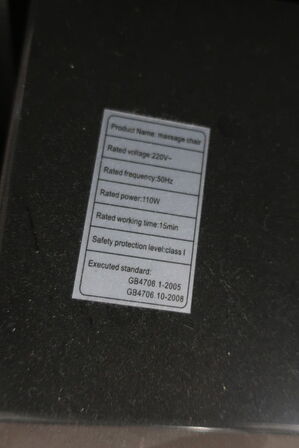 Product Name: massage chair
Rated voltage:220V~
Rated frequency:50Hz
Rated power:110W
Rated working time:15min
Safety protection level:class I
Executed standard:
GB4706.1-2005
GB4706.10-2008